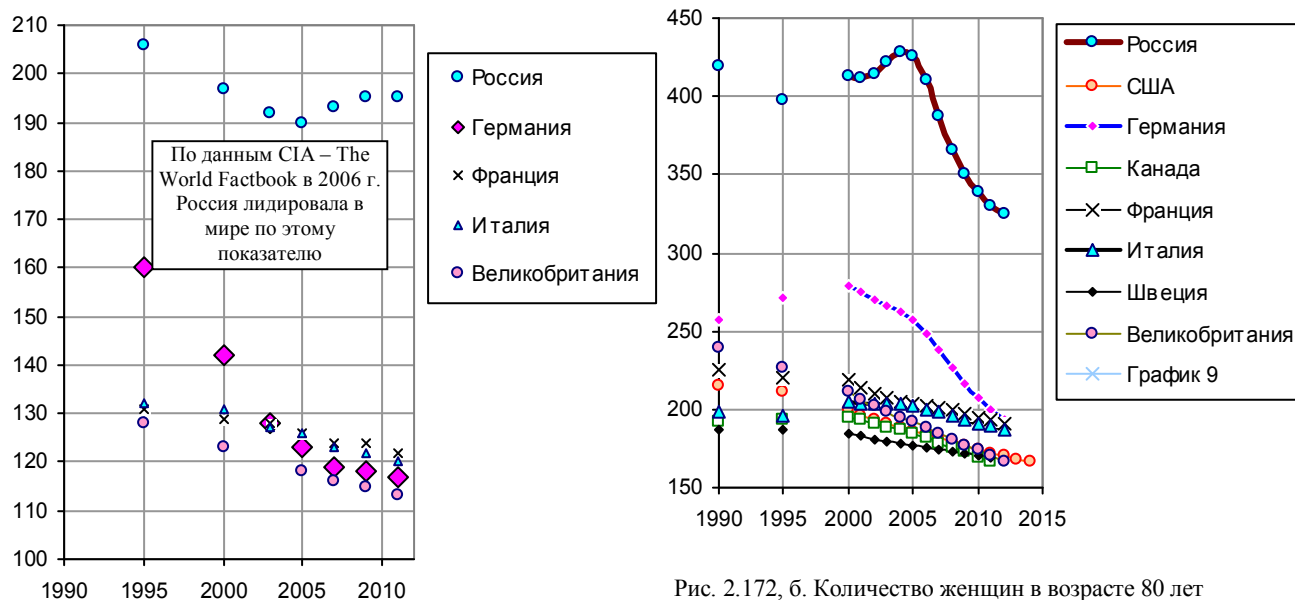 210
200
190
180
170
160
150
140
130
120
110
100
1990
1995
2000
2005
2010
По данным CIA – The
World Factbook в 2006 г.
Россия лидировала в
мире по этому
показателю
Россия
Германия
Франция
Италия
Великобритания
450
400
350
300
250
200
150
1990
1995
2000
2005
2010
2015
Россия
США
Германия
Канада
Франция
Италия
Швеция
Великобритания
График 9
Рис. 2.172, б. Количество женщин в возрасте 80 лет